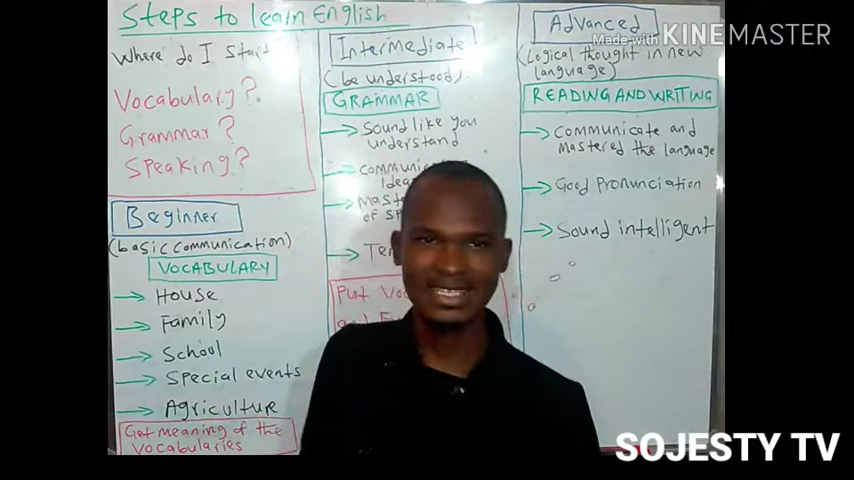 Steps to learn English
Where do I start
Vocabulary?
Grammar?
Speaking?
Beginner
(basic communication)
VOCABULARY
House
Family
School
Special events
Agriculture
Get meaning of the
vocabularies
Intermediate
(be understood)
GRAMMAR
Sound like you
understand
of
Put
Advanced
(Logical thought in new
language)
READING AND WRITING
Communicate and
mastered the language
Good Pronunciation
Sound intelligent
Made with KINEMASTER
SOJESTY TV